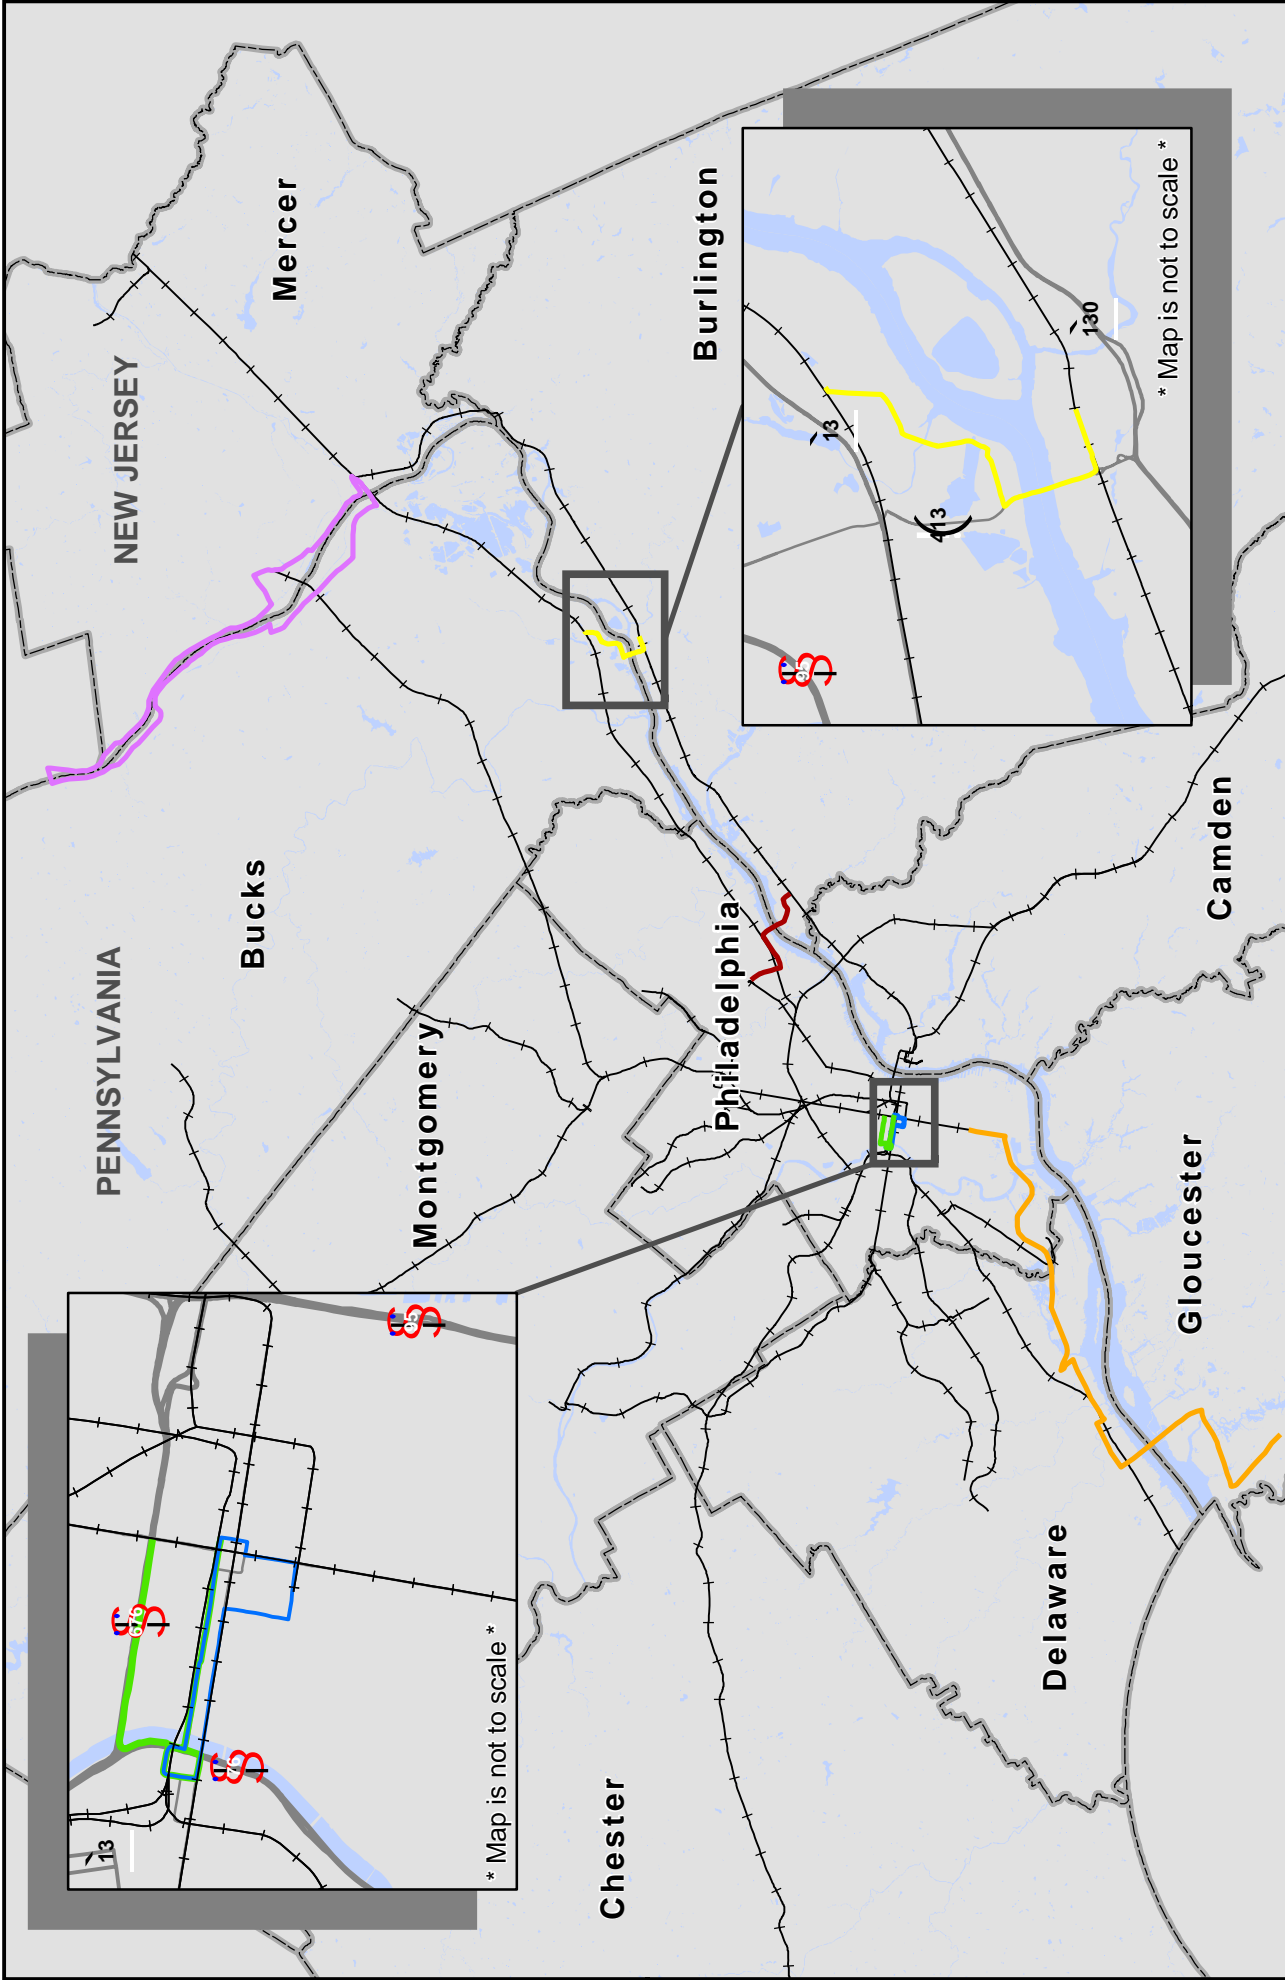 NEW JERSEY
PENNSYLVANIA
Mercer
Bucks
Burlington
Montgomery
Philadelphia
Chester
Delaware
Gloucester
Camden
676
95
76
13
* Map is not to scale *
95
13
413
130
* Map is not to scale *